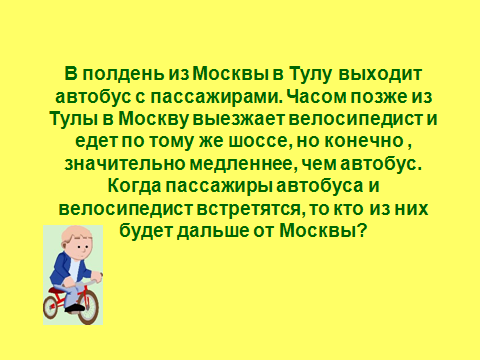 В полдень из Москвы в Тулу выходит
автобус с пассажирами. Часом позже из
Тулы в Москву выезжает велосипедист и
едет по тому же шоссе, но конечно ,
значительно медленнее, чем автобус.
Когда пассажиры автобуса и
велосипедист встретятся, то кто из них
будет дальше от Москвы?